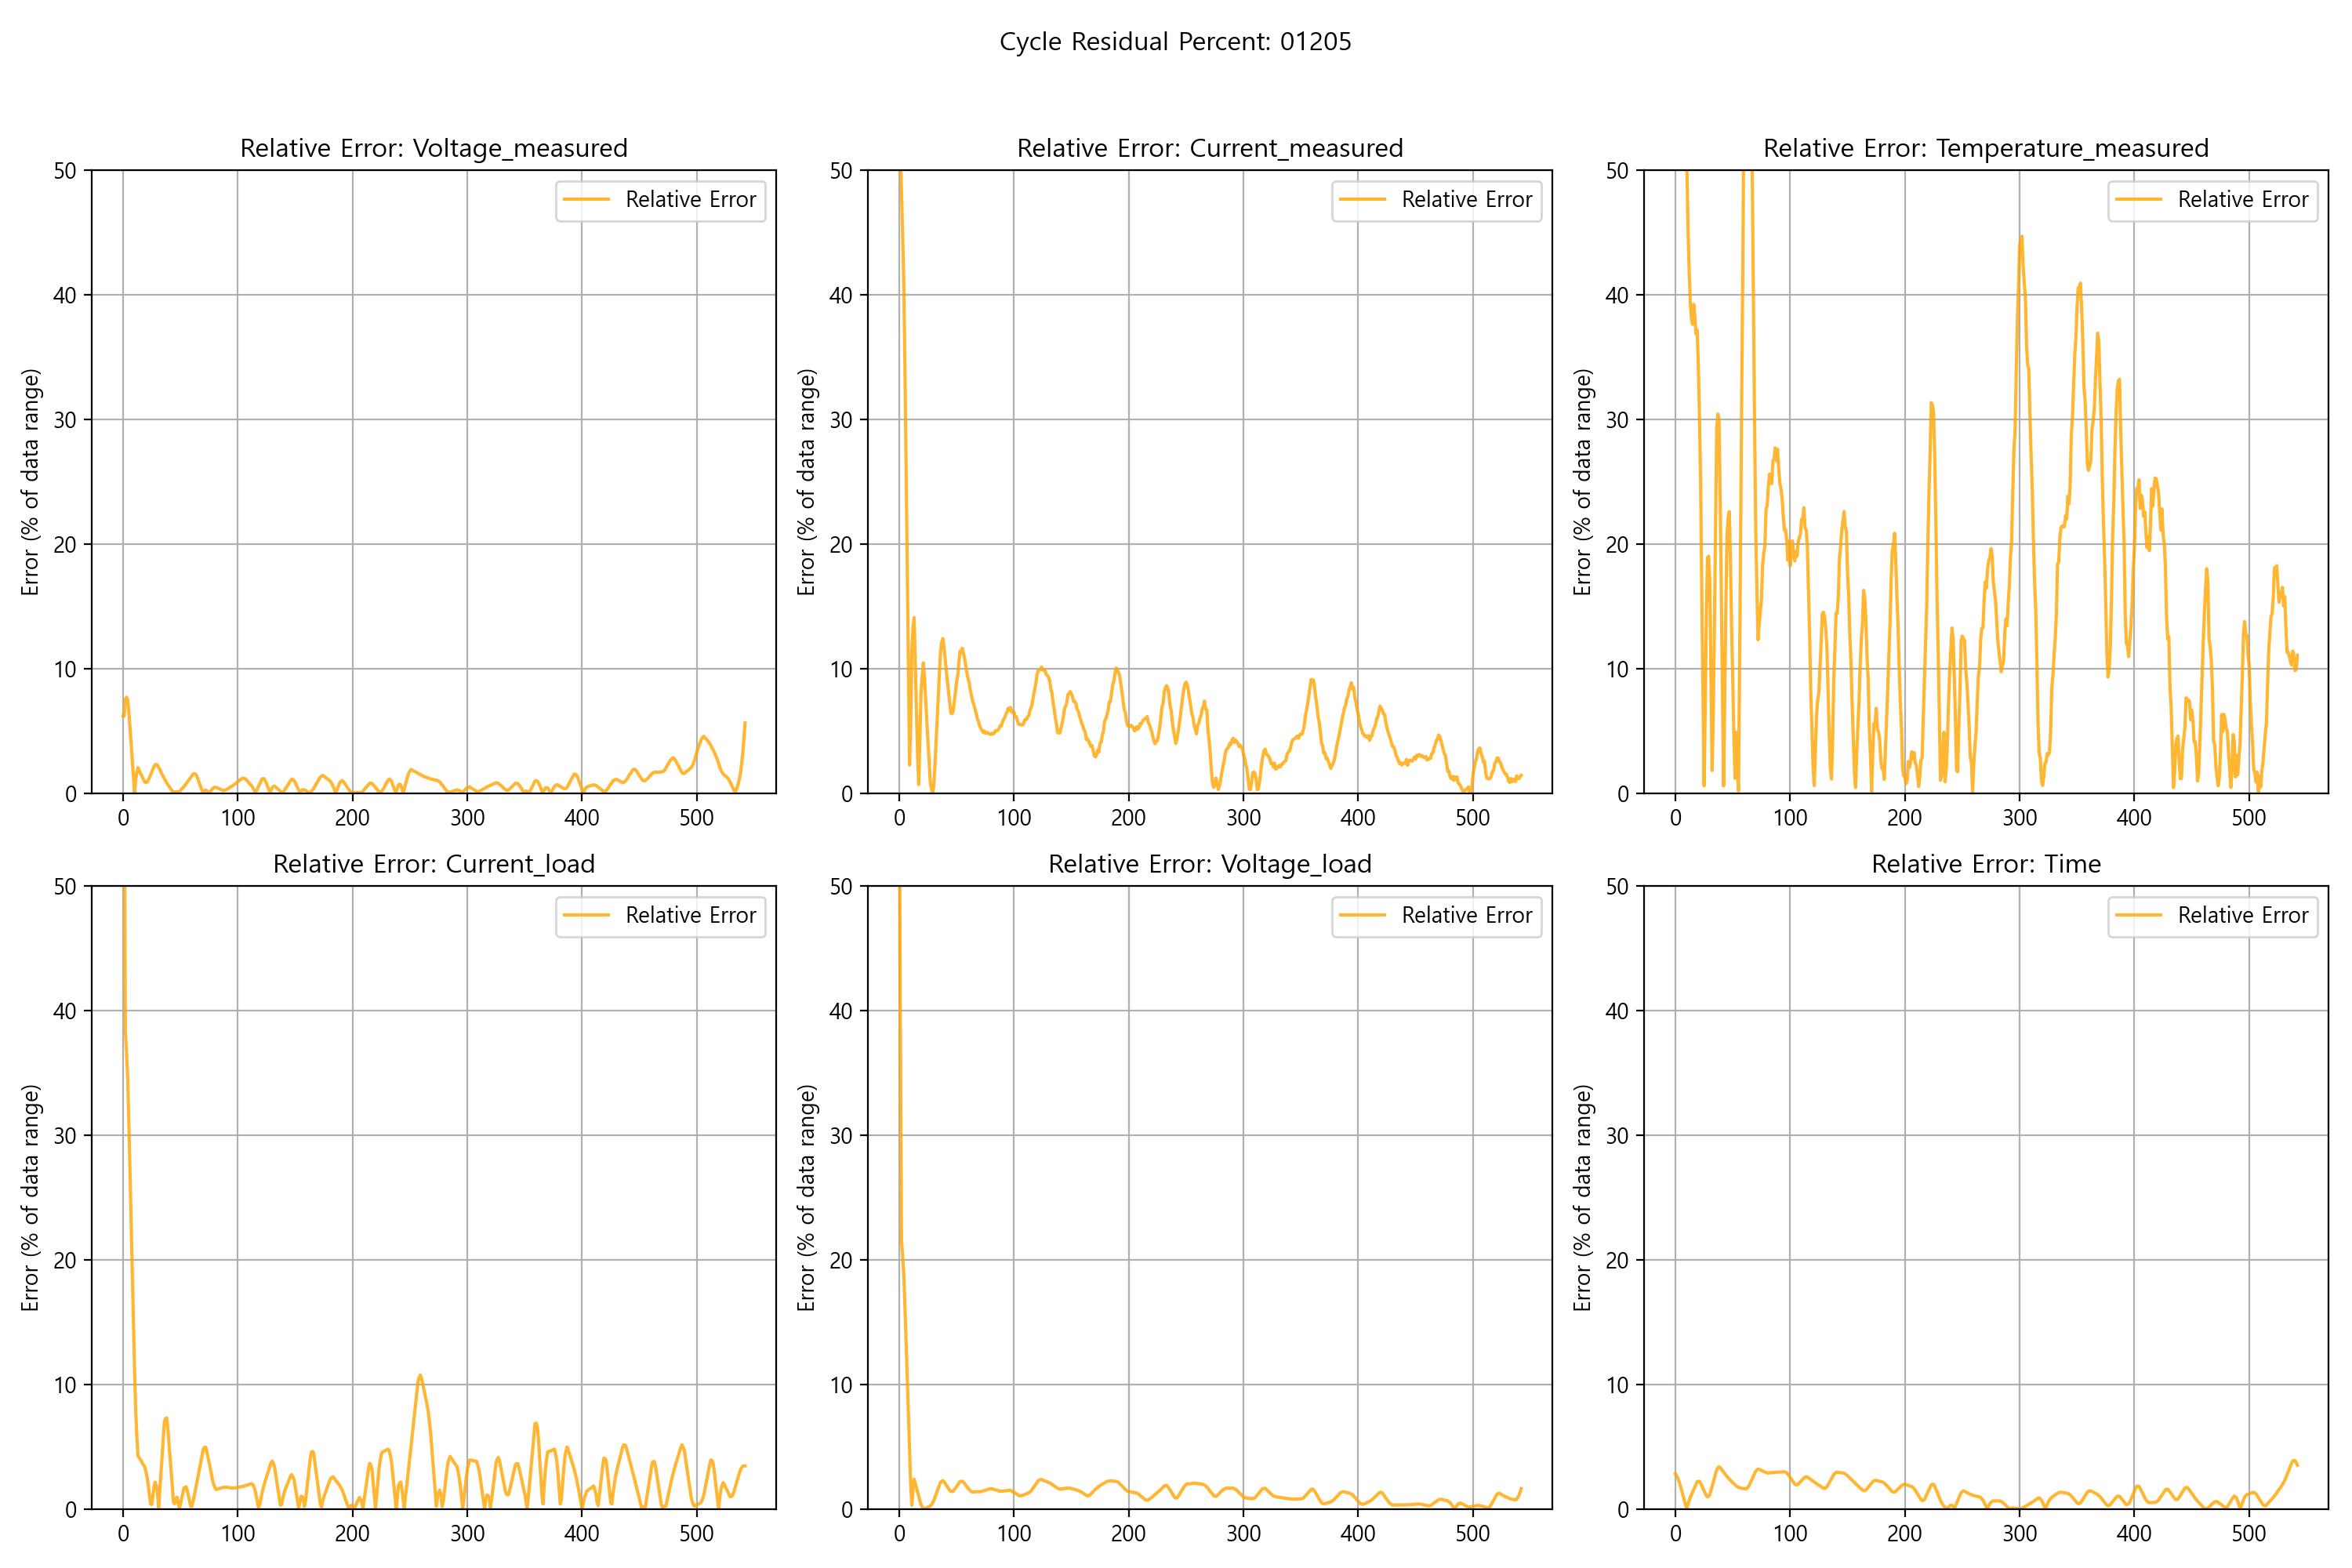 Cycle Residual Percent: 01205
Relative Error: Voltage_measured
Error (% of data range)
50
40
30
20
10
0
0 100 200 300 400 500
Relative Error
Relative Error: Current_measured
Error (% of data range)
50
40
30
20
10
0
0 100 200 300 400 500
Relative Error
Relative Error: Temperature_measured
Error (% of data range)
50
40
30
20
10
0
0 100 200 300 400 500
Relative Error
Relative Error: Current_load
Error (% of data range)
50
40
30
20
10
0
0 100 200 300 400 500
Relative Error
Relative Error: Voltage_load
Error (% of data range)
50
40
30
20
10
0
0 100 200 300 400 500
Relative Error
Relative Error: Time
Error (% of data range)
50
40
30
20
10
0
0 100 200 300 400 500
Relative Error